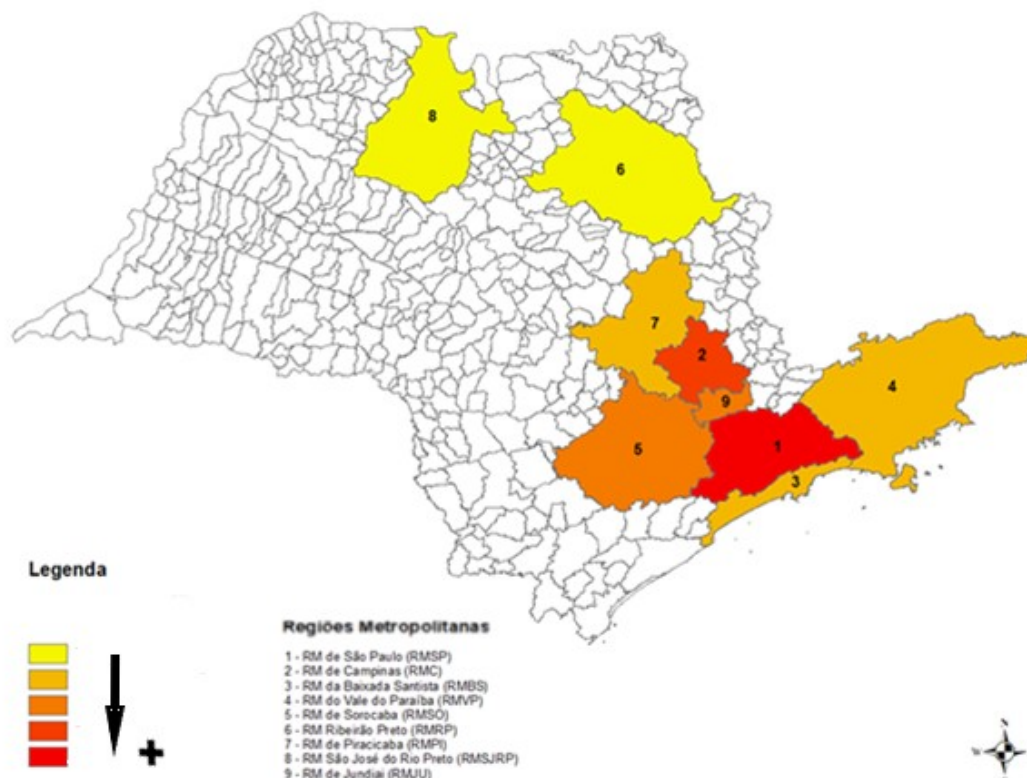 8
6
7
2
9
4
5
1
3
Legenda
+
Regiões Metropolitanas
1 - RM de São Paulo (RMSP)
2 - RM de Campinas (RMC)
3 - RM da Baixada Santista (RMBS)
4 - RM do Vale do Paraíba (RMVP)
5 - RM de Sorocaba (RMSO)
6 - RM Ribeirão Preto (RMRP)
7 - RM de Piracicaba (RMPI)
8 - RM São José do Rio Preto (RMSJRP)
9 - RM de Jundiaí (RMJU)